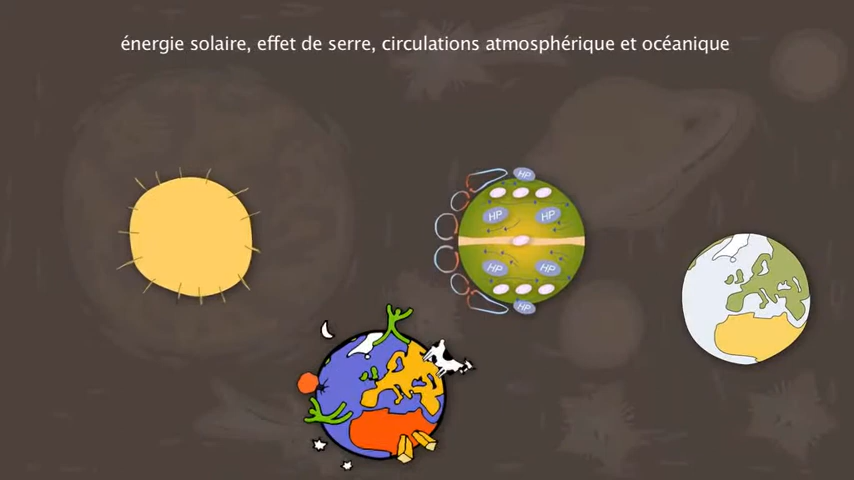 énergie solaire, effet de serre, circulations atmosphérique et océanique
HP
HP HP
HP HP
HP